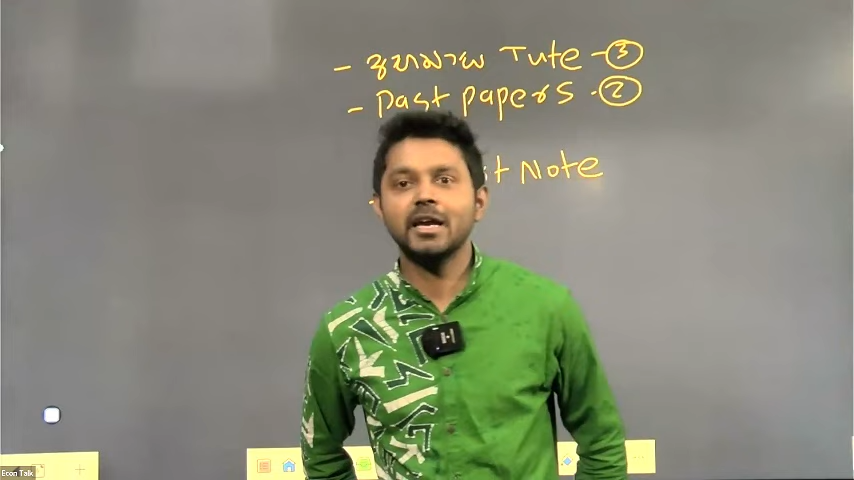 - Tute - ③
- Past papers - ②
Note
Econ Talk